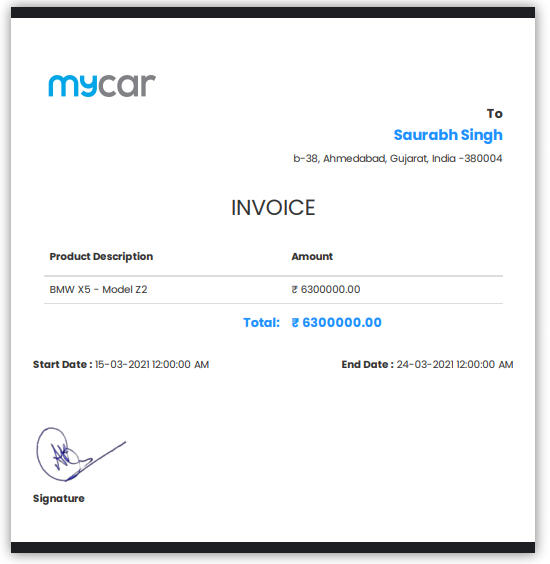 mycar
To
Saurabh Singh
b-38, Ahmedabad, Gujarat, India -380004
INVOICE
Product Description Amount
BMW X5 - Model Z2 ₹ 6300000.00
Total: ₹ 6300000.00
Start Date : 15-03-2021 12:00:00 AM End Date : 24-03-2021 12:00:00 AM
Signature